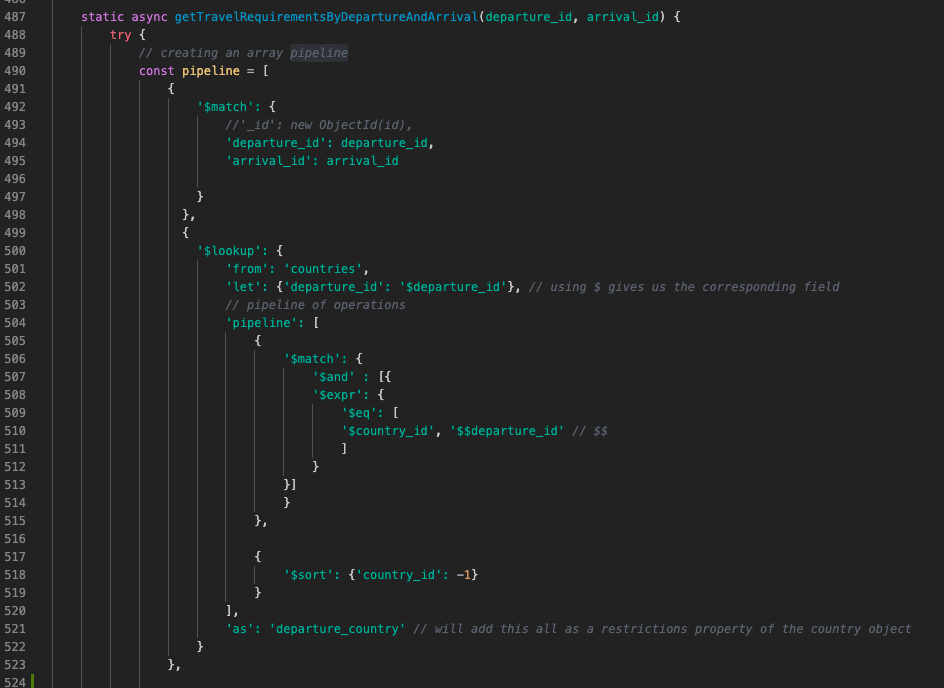 487 static async getTravelRequirementsByDepartureAndArrival(departure_id, arrival_id) {
488 try {
489 // creating an array pipeline
490 const pipeline = [
491 {
492 '$match': {
493 //'_id': new ObjectId(id),
494 'departure_id': departure_id,
495 'arrival_id': arrival_id
496
497 }
498 },
499 {
500 '$lookup': {
501 'from': 'countries',
502 'let': {'departure_id': '$departure_id'}, // using $ gives us the corresponding field
503 // pipeline of operations
504 'pipeline': [
505 {
506 '$match': {
507 '$and' : [{
508 '$expr': {
509 '$eq': [
510 '$country_id', '$$departure_id' // $$
511 ]
512 }
513 }]
514 }
515 },
516
517 {
518 '$sort': {'country_id': -1}
519 }
520 ],
521 'as': 'departure_country' // will add this all as a restrictions property of the country object
522 }
523 },
524